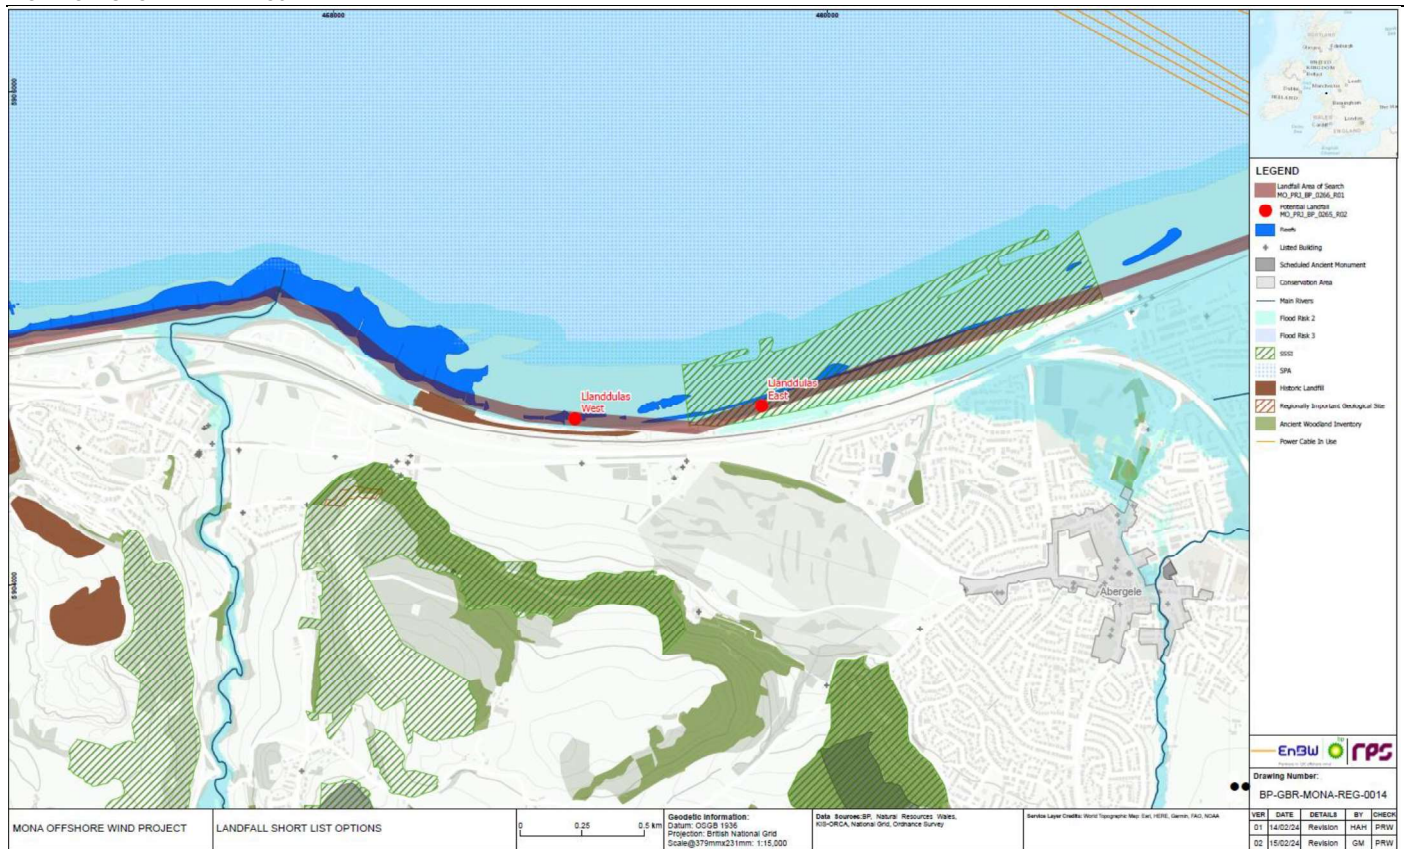 468000
460000
5905000
5904000
Llanddulas
West
Llanddulas
East
Abergele
LEGEND
Landfall Area of Search
MO_PRJ_BP_0266_R01
Potential Landfall
MO_PRJ_BP_0265_R02
Reefs
Listed Building
Scheduled Ancient Monument
Conservation Area
Main Rivers
Flood Risk 2
Flood Risk 3
SSSI
SPA
Historic Landfill
Regionally Important Geological Site
Ancient Woodland Inventory
Power Cable In Use
EnBW bp rps
Drawing Number:
BP-GBR-MONA-REG-0014
VER DATE DETAILS BY CHECK
01 14/02/24 Revision HAH PRW
02 15/02/24 Revision GM PRW
MONA OFFSHORE WIND PROJECT
LANDFALL SHORT LIST OPTIONS
0 0.25 0.5 km
Geodetic Information:
Datum: OSGB 1936
Projection: British National Grid
Scale@379mmx231mm: 1:15,000
Data Sources:BP, Natural Resources Wales,
KIS-ORCA, National Grid, Ordnance Survey
Service Layer Credits: World Topographic Map: Esri, HERE, Garmin, FAO, NOAA